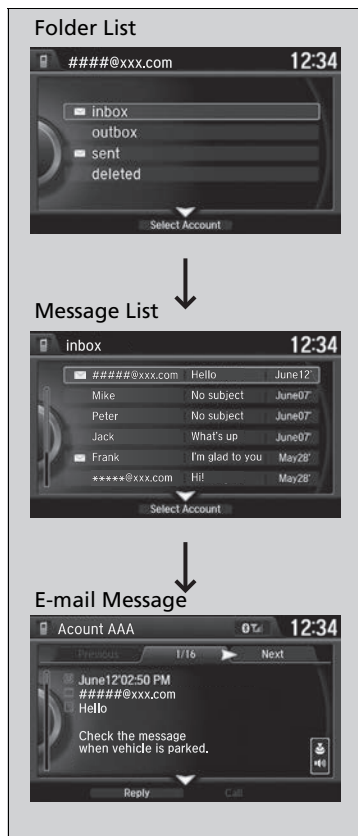 Folder List
####@xxx.com 12:34
inbox
outbox
sent
deleted
Select Account
Message List
inbox 12:34
#####@xxx.com Hello June12'
Mike No subject June07'
Peter No subject June07'
Jack What's up June07'
Frank I'm glad to you May28'
*****@xxx.com Hi! May28'
Select Account
E-mail Message
Acount AAA 12:34
Previous 1/16 Next
June12'02:50 PM
#####@xxx.com
Hello
Check the message
when vehicle is parked.
Reply Call